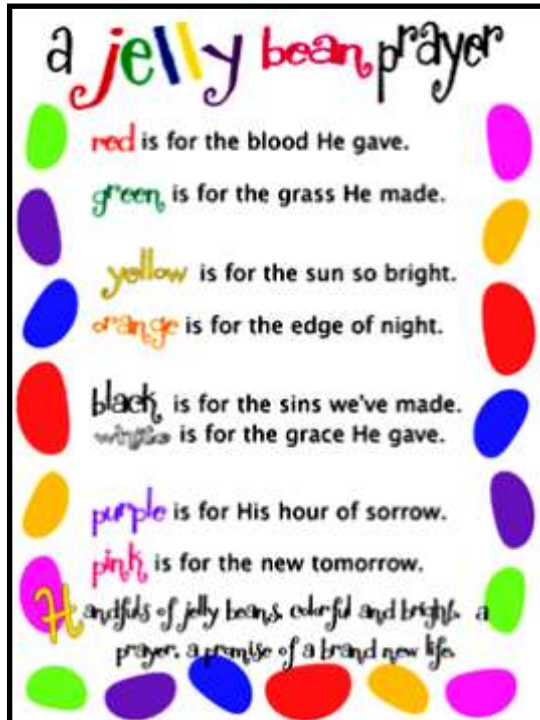 a jelly bean prayer
red is for the blood He gave.
green is for the grass He made.
yellow is for the sun so bright.
orange is for the edge of night.
black is for the sins we've made.
white is for the grace He gave.
purple is for His hour of sorrow.
pink is for the new tomorrow.
Handfuls of jelly beans, colorful and bright, a
prayer, a promise of a brand new life.